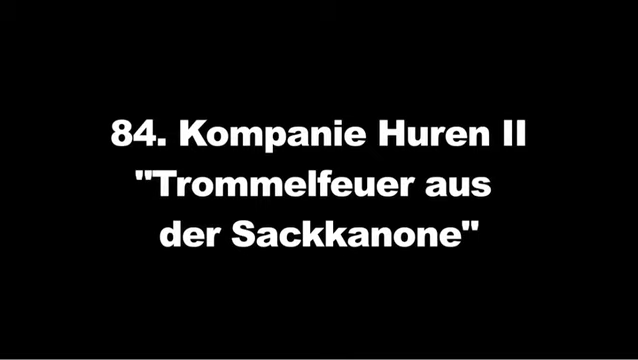 84. Kompanie Huren II
"Trommelfeuer aus
der Sackkanone"